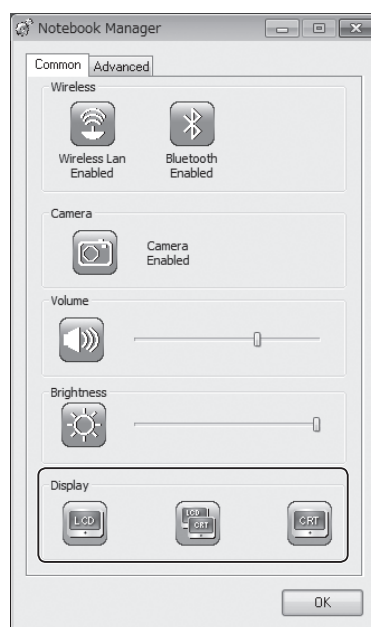 Notebook Manager
Common Advanced
Wireless
Wireless Lan Enabled
Bluetooth Enabled
Camera
Camera Enabled
Volume
Brightness
Display
LCD
LCD CRT
CRT
OK